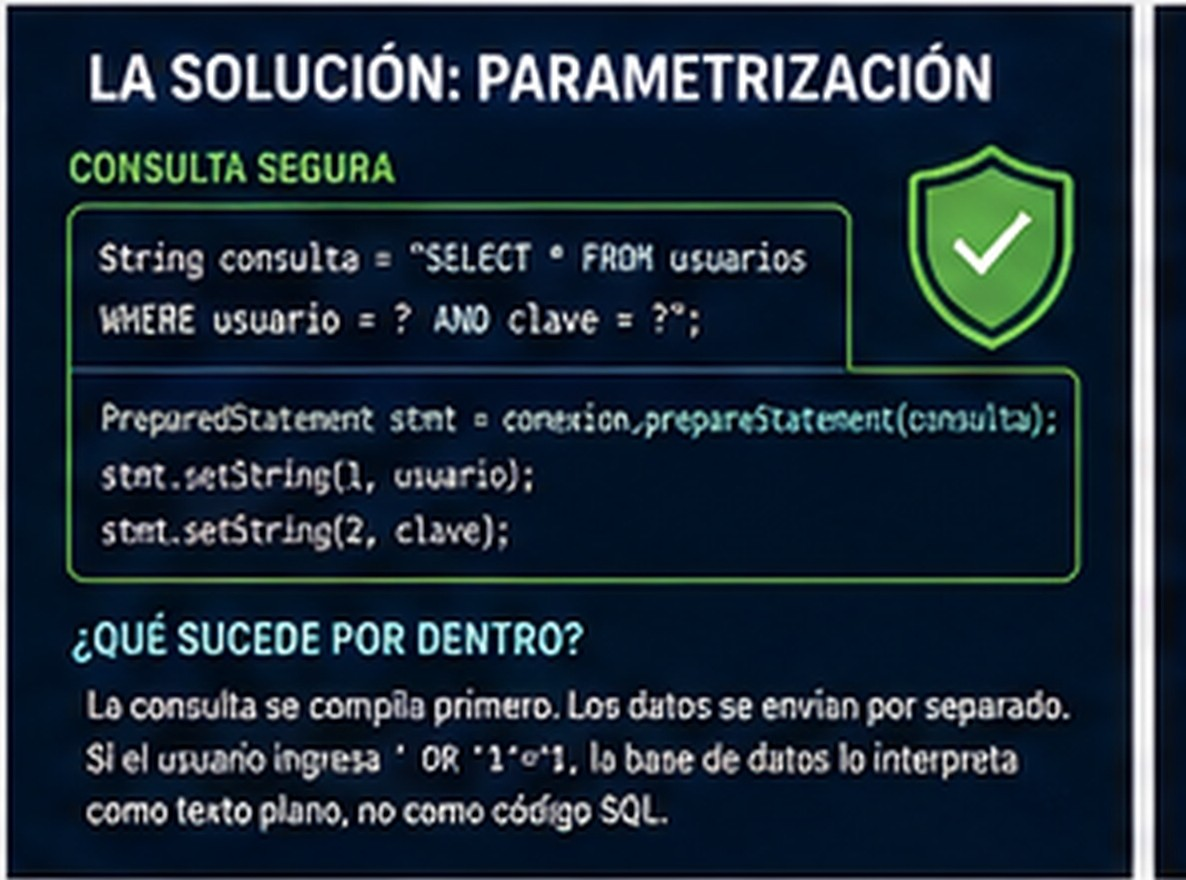 LA SOLUCIÓN: PARAMETRIZACIÓN
CONSULTA SEGURA
String consulta = "SELECT * FROM usuarios
WHERE usuario = ? AND clave = ?";
PreparedStatement stmt = conexion.prepareStatement(consulta);
stmt.setString(1, usuario);
stmt.setString(2, clave);
¿QUÉ SUCEDE POR DENTRO?
La consulta se compila primero. Los datos se envían por separado.
Si el usuario ingresa ' OR '1'='1, la base de datos lo interpreta
como texto plano, no como código SQL.